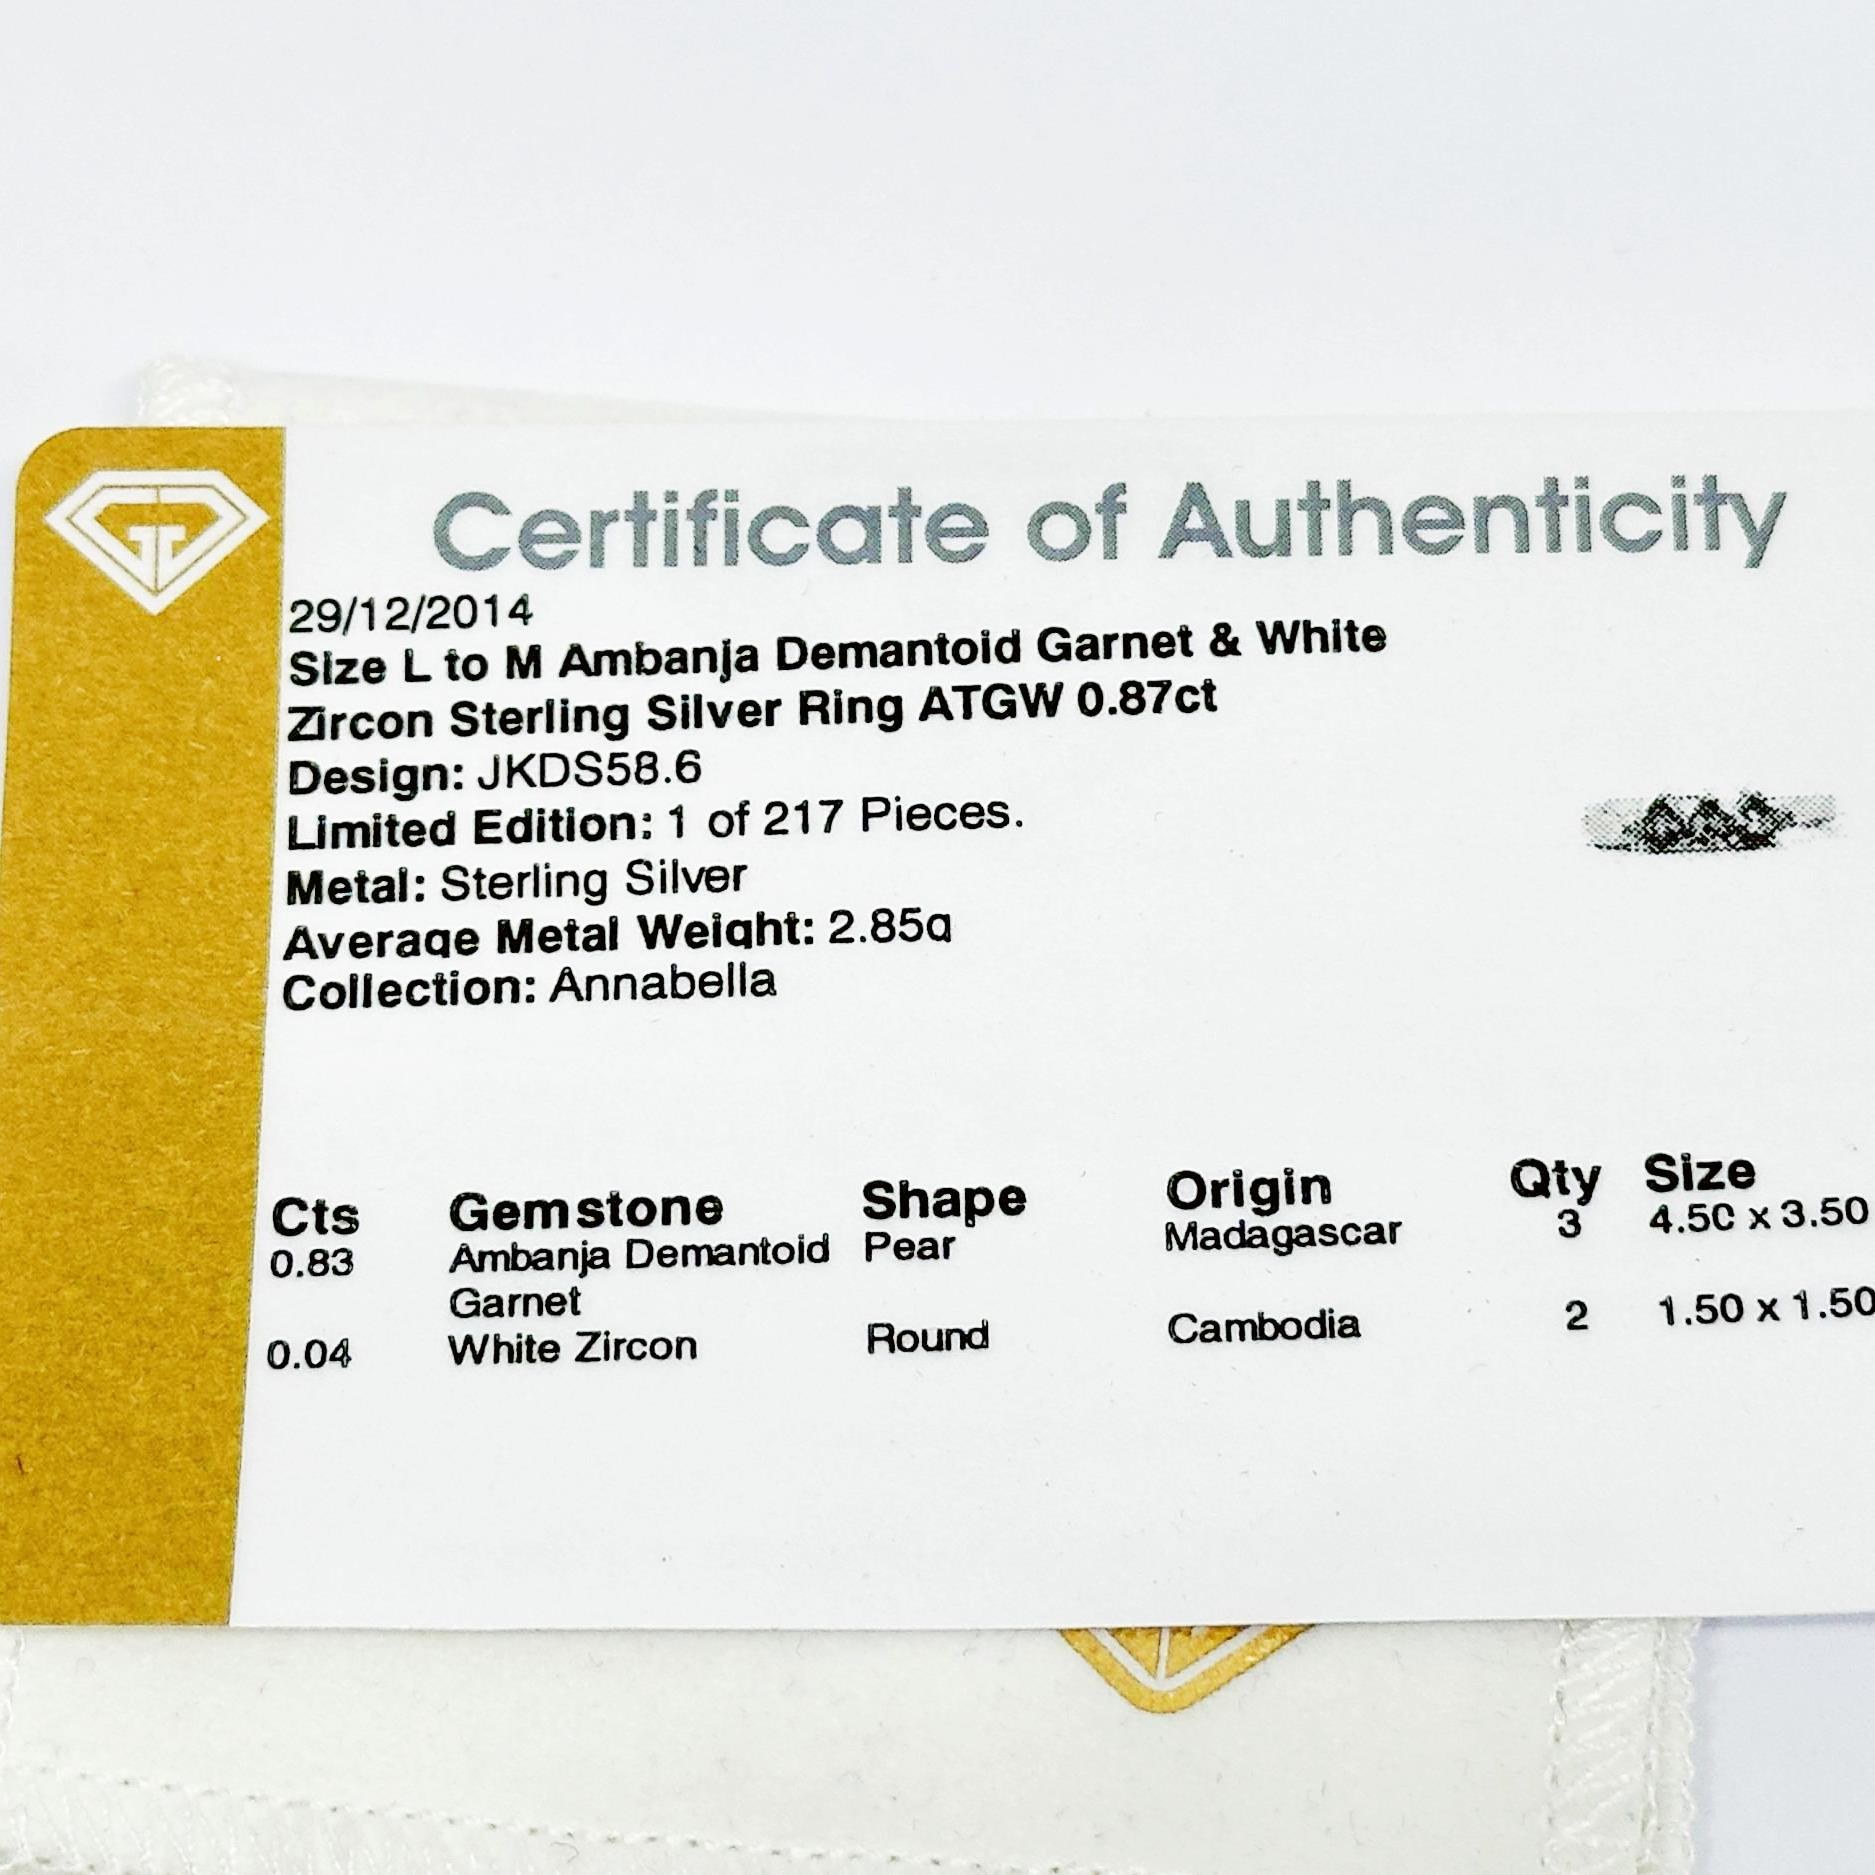 Certificate of Authenticity
29/12/2014
Size L to M Ambanja Demantoid Garnet & White
Zircon Sterling Silver Ring ATGW 0.87ct
Design: JKDS58.6
Limited Edition: 1 of 217 Pieces.
Metal: Sterling Silver
Average Metal Weight: 2.85g
Collection: Annabella
Cts Gemstone Shape Origin Qty Size
0.83 Ambanja Demantoid Pear Madagascar 3 4.50 x 3.50
Garnet
0.04 White Zircon Round Cambodia 2 1.50 x 1.50